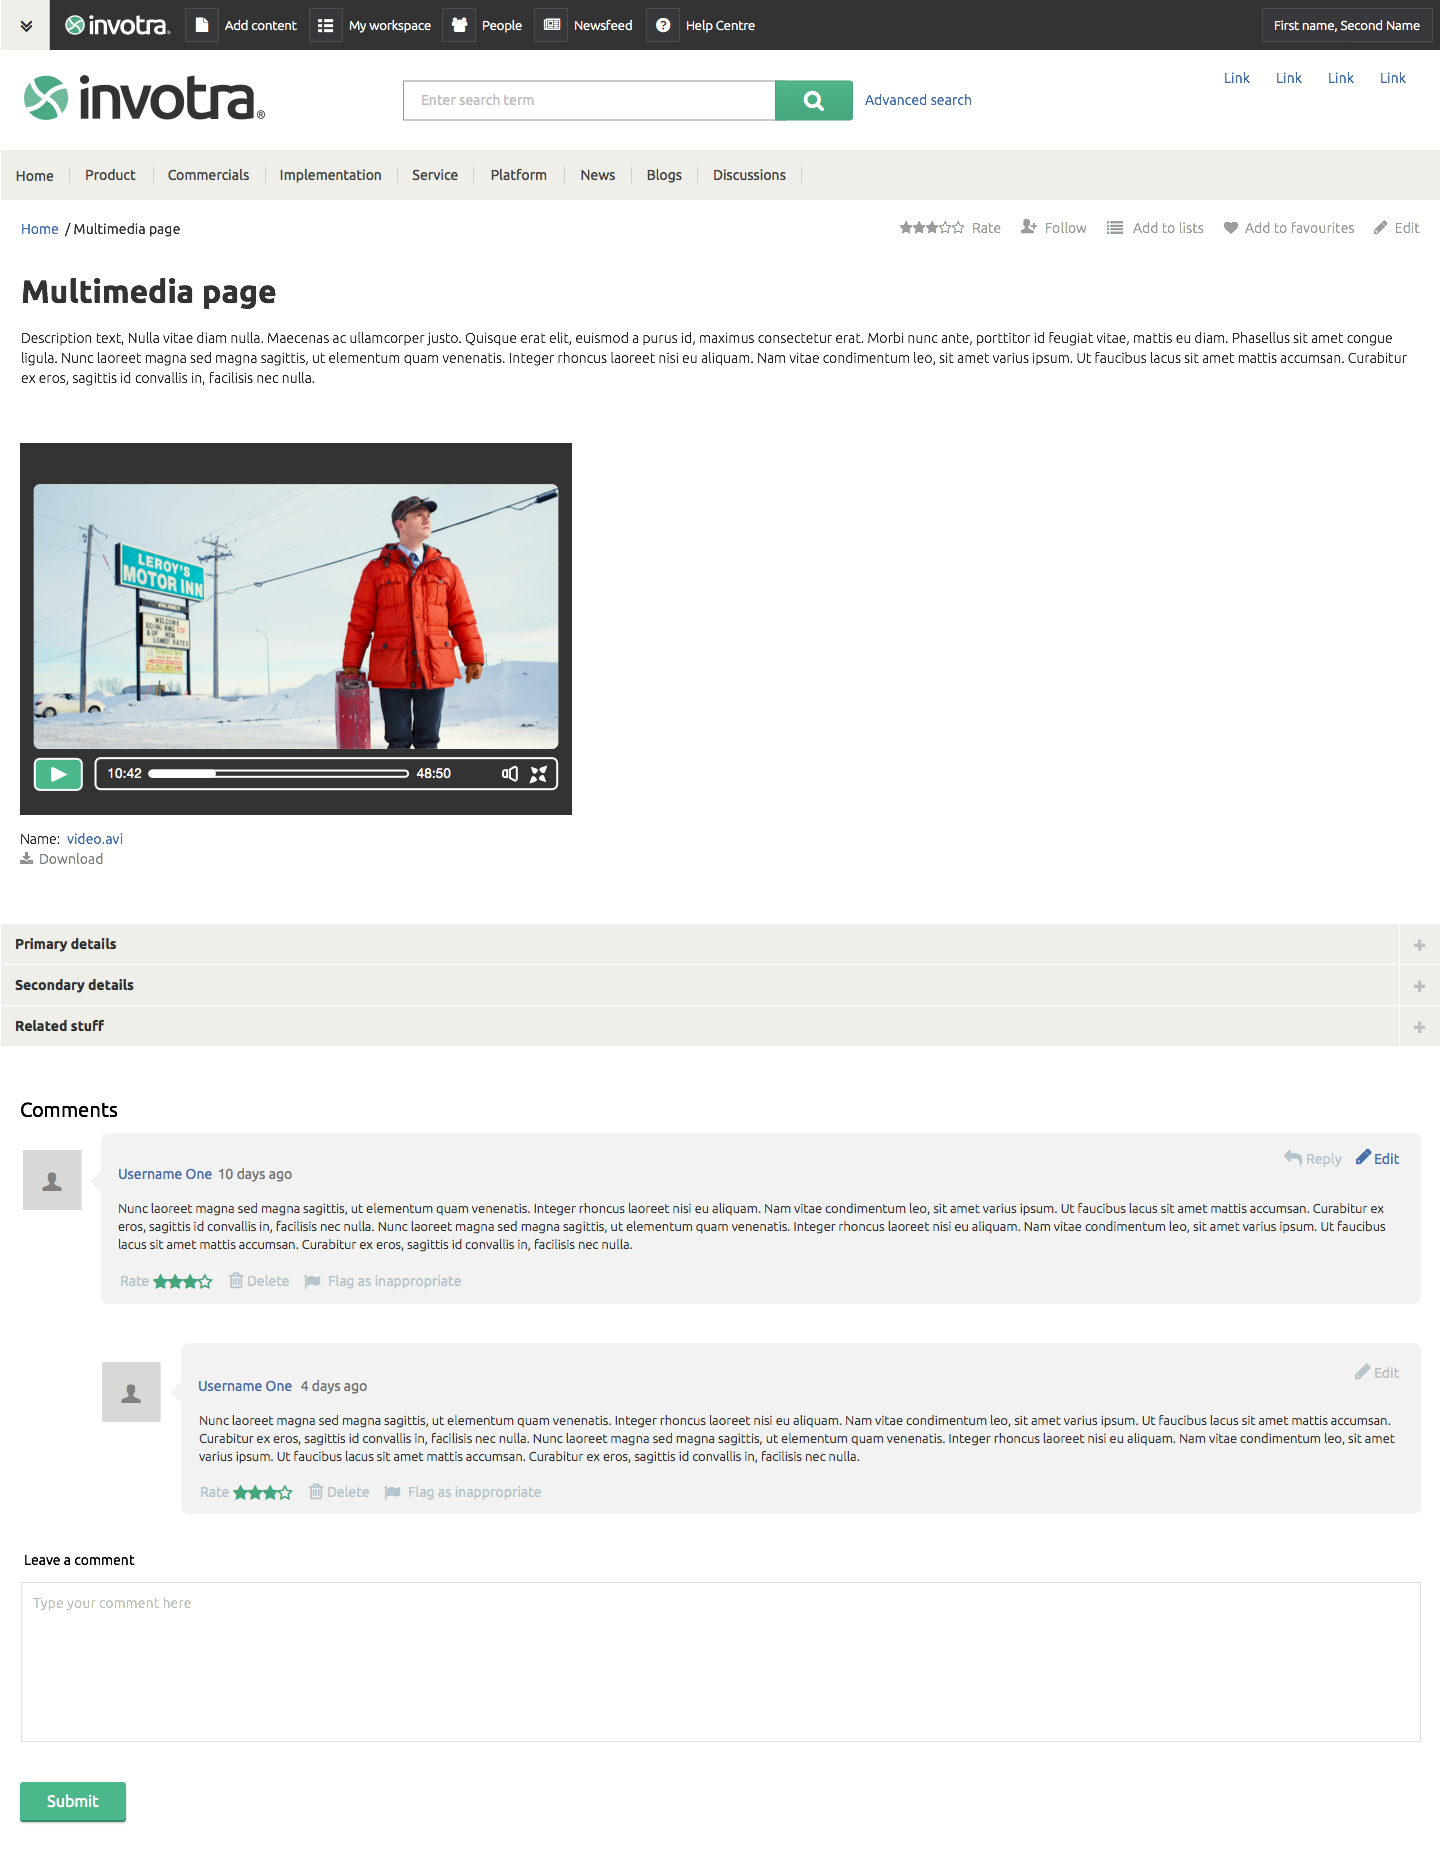 invotra® Add content My workspace People Newsfeed Help Centre First name, Second Name
invotra® Enter search term Advanced search Link Link Link Link
Home Product Commercials Implementation Service Platform News Blogs Discussions
Home / Multimedia page Rate Follow Add to lists Add to favourites Edit
Multimedia page
Description text, Nulla vitae diam nulla. Maecenas ac ullamcorper justo. Quisque erat elit, euismod a purus id, maximus consectetur erat. Morbi nunc ante, porttitor id feugiat vitae, mattis eu diam. Phasellus sit amet congue
ligula. Nunc laoreet magna sed magna sagittis, ut elementum quam venenatis. Integer rhoncus laoreet nisi eu aliquam. Nam vitae condimentum leo, sit amet varius ipsum. Ut faucibus lacus sit amet mattis accumsan. Curabitur
ex eros, sagittis id convallis in, facilisis nec nulla.
LEROY'S
MOTOR INN
WELCOME
& UP NEW
LOWER RATES
10:42 48:50
Name: video.avi
Download
Primary details
Secondary details
Related stuff
Comments
Reply Edit
Username One 10 days ago
Nunc laoreet magna sed magna sagittis, ut elementum quam venenatis. Integer rhoncus laoreet nisi eu aliquam. Nam vitae condimentum leo, sit amet varius ipsum. Ut faucibus lacus sit amet mattis accumsan. Curabitur ex
eros, sagittis id convallis in, facilisis nec nulla. Nunc laoreet magna sed magna sagittis, ut elementum quam venenatis. Integer rhoncus laoreet nisi eu aliquam. Nam vitae condimentum leo, sit amet varius ipsum. Ut faucibus
lacus sit amet mattis accumsan. Curabitur ex eros, sagittis id convallis in, facilisis nec nulla.
Rate Delete Flag as inappropriate
Edit
Username One 4 days ago
Nunc laoreet magna sed magna sagittis, ut elementum quam venenatis. Integer rhoncus laoreet nisi eu aliquam. Nam vitae condimentum leo, sit amet varius ipsum. Ut faucibus lacus sit amet mattis accumsan.
Curabitur ex eros, sagittis id convallis in, facilisis nec nulla. Nunc laoreet magna sed magna sagittis, ut elementum quam venenatis. Integer rhoncus laoreet nisi eu aliquam. Nam vitae condimentum leo, sit amet
varius ipsum. Ut faucibus lacus sit amet mattis accumsan. Curabitur ex eros, sagittis id convallis in, facilisis nec nulla.
Rate Delete Flag as inappropriate
Leave a comment
Type your comment here
Submit